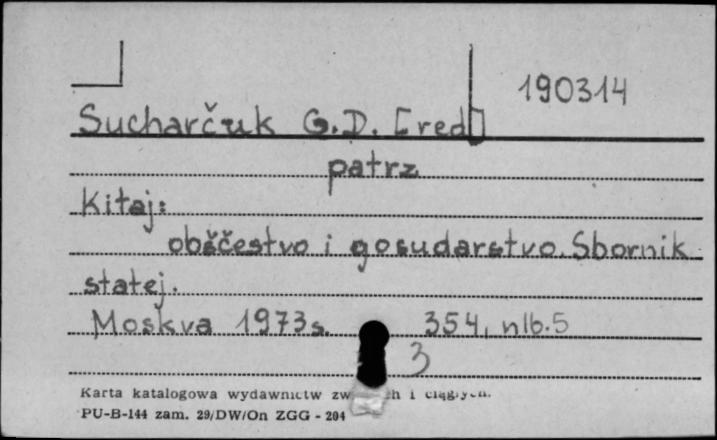 190314
Sucharčuk G.D. [red]
patrz
Kitaj:
obščestvo i gosudarstvo. Sbornik
statej.
Moskva 1973 s. 354, nlb. 5
3
Karta katalogowa wydawnictw i ciągłych.
PU-B-144 zam. 29/DW/On ZGG - 204